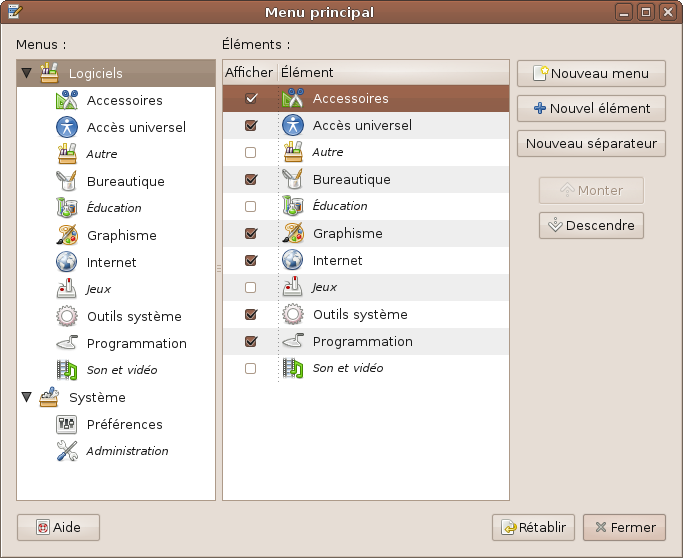 Menu principal
Menus :
Éléments :
Logiciels
Accessoires
Accès universel
Autre
Bureautique
Éducation
Graphisme
Internet
Jeux
Outils système
Programmation
Son et vidéo
Système
Préférences
Administration
Afficher Élément
Accessoires
Accès universel
Autre
Bureautique
Éducation
Graphisme
Internet
Jeux
Outils système
Programmation
Son et vidéo
Nouveau menu
Nouvel élément
Nouveau séparateur
Monter
Descendre
Aide
Rétablir
Fermer